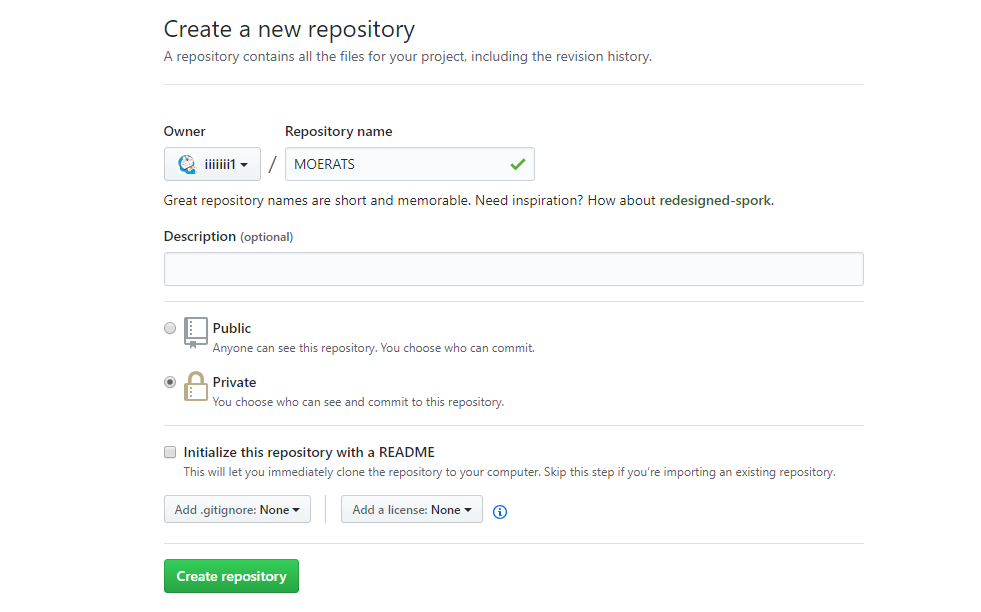 Create a new repository
A repository contains all the files for your project, including the revision history.
Owner Repository name
iiiiiii1 / MOERATS
Great repository names are short and memorable. Need inspiration? How about redesigned-spork.
Description (optional)
Public
Anyone can see this repository. You choose who can commit.
Private
You choose who can see and commit to this repository.
Initialize this repository with a README
This will let you immediately clone the repository to your computer. Skip this step if you’re importing an existing repository.
Add .gitignore: None Add a license: None
Create repository